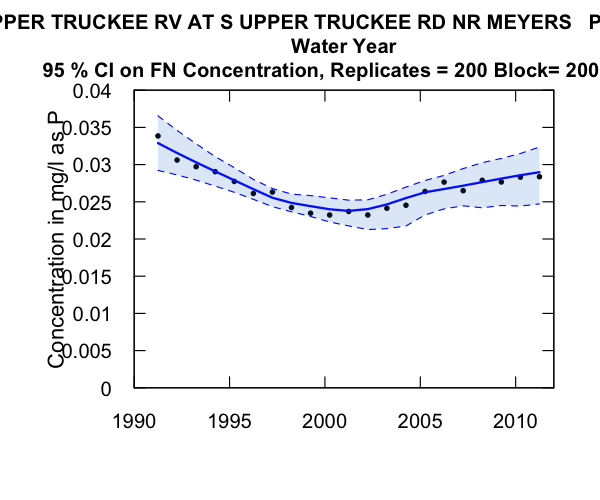 PPER TRUCKEE RV AT S UPPER TRUCKEE RD NR MEYERS P
Water Year
95 % CI on FN Concentration, Replicates = 200 Block= 200
Concentration in mg/l as P
0.04
0.035
0.03
0.025
0.02
0.015
0.01
0.005
0
1990 1995 2000 2005 2010